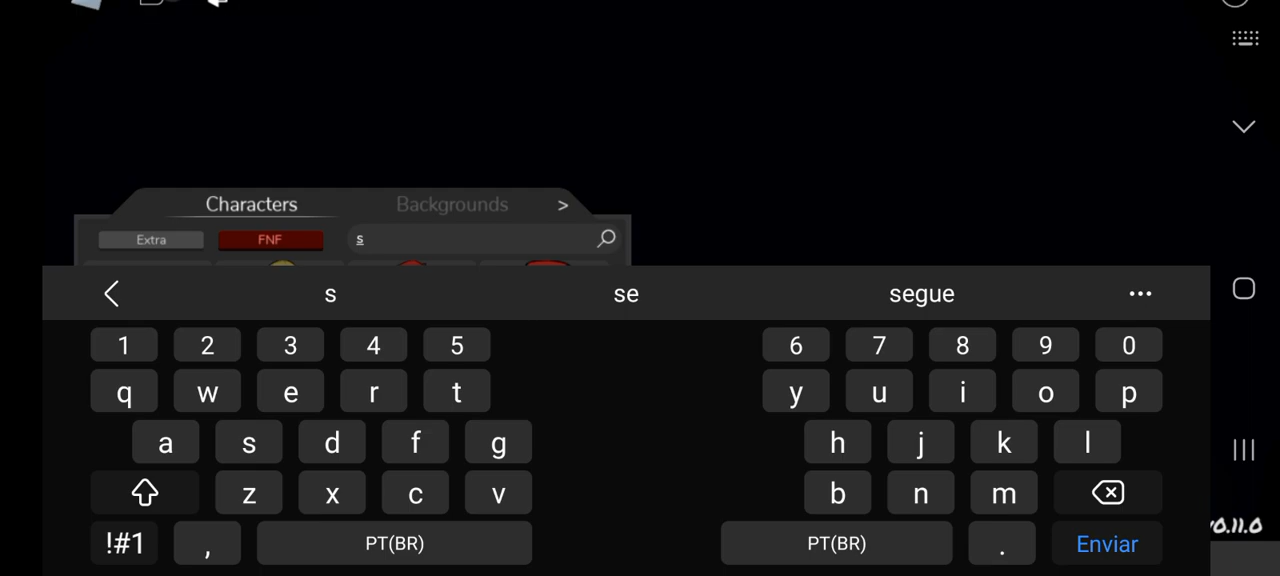 Characters Backgrounds >
Extra FNF s
s se segue ...
1 2 3 4 5 6 7 8 9 0
q w e r t y u i o p
a s d f g h j k l
z x c v b n m
!#1 , PT(BR) PT(BR) . Enviar
v0.11.0